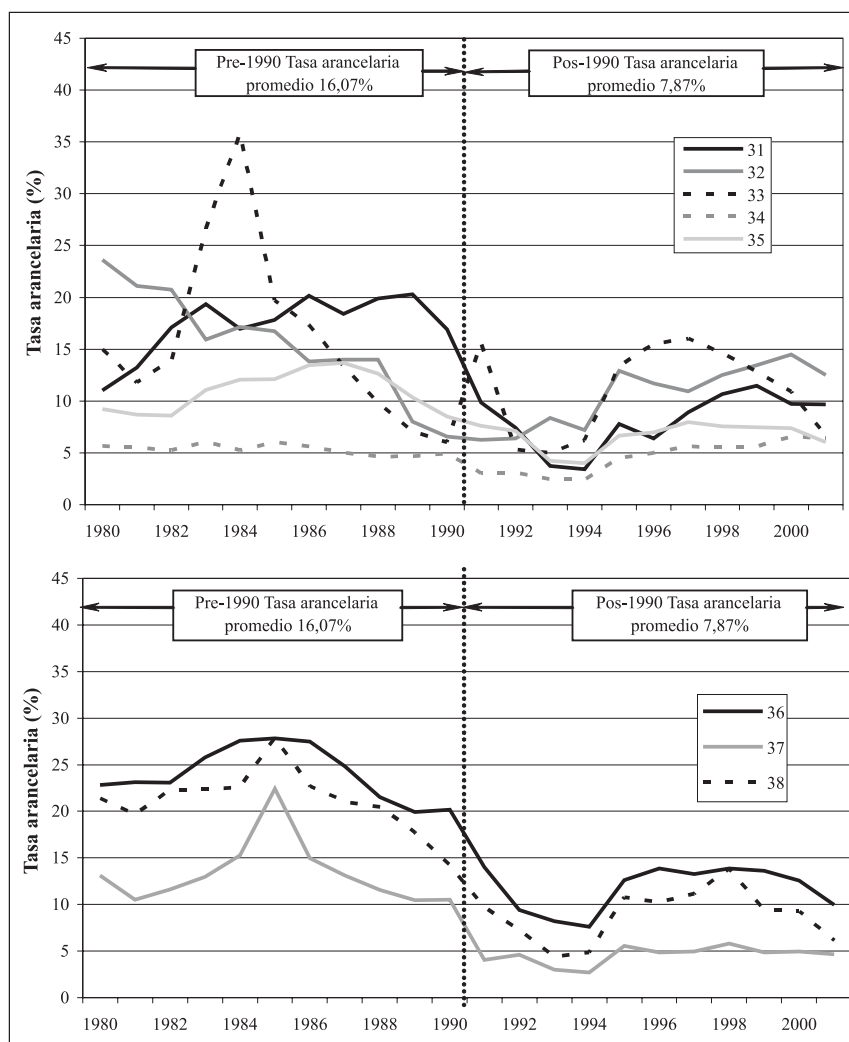 45
40
35
30
25
20
15
10
5
0
Tasa arancelaria (%)
Pre-1990 Tasa arancelaria
promedio 16,07%
Pos-1990 Tasa arancelaria
promedio 7,87%
31
32
33
34
35
1980 1982 1984 1986 1988 1990 1992 1994 1996 1998 2000
45
40
35
30
25
20
15
10
5
0
Tasa arancelaria (%)
Pre-1990 Tasa arancelaria
promedio 16,07%
Pos-1990 Tasa arancelaria
promedio 7,87%
36
37
38
1980 1982 1984 1986 1988 1990 1992 1994 1996 1998 2000